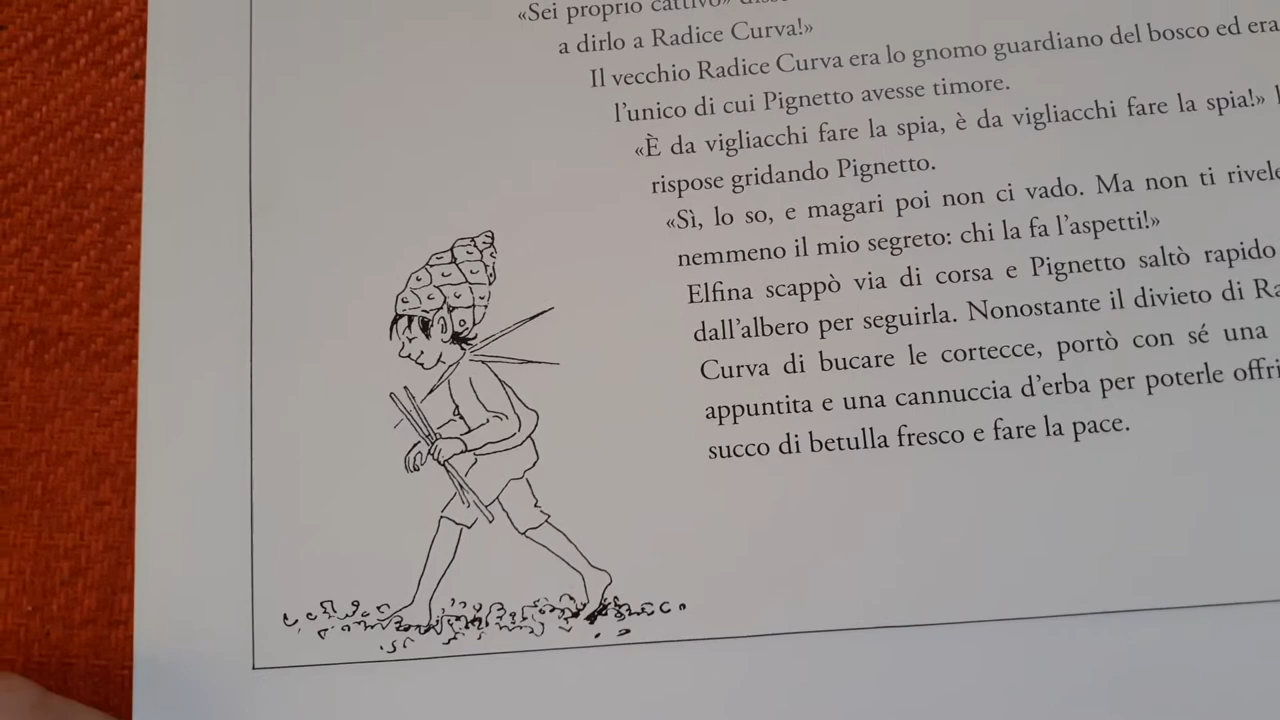 «Sei proprio cattivo»
a dirlo a Radice Curva!»
Il vecchio Radice Curva era lo gnomo guardiano del bosco ed era
l'unico di cui Pignetto avesse timore.
«È da vigliacchi fare la spia, è da vigliacchi fare la spia!»
rispose gridando Pignetto.
«Sì, lo so, e magari poi non ci vado. Ma non ti
nemmeno il mio segreto: chi la fa l'aspetti!»
Elfina scappò via di corsa e Pignetto saltò rapido
dall'albero per seguirla. Nonostante il divieto di
Curva di bucare le cortecce, portò con sé una
appuntita e una cannuccia d'erba per poterle
succo di betulla fresco e fare la pace.